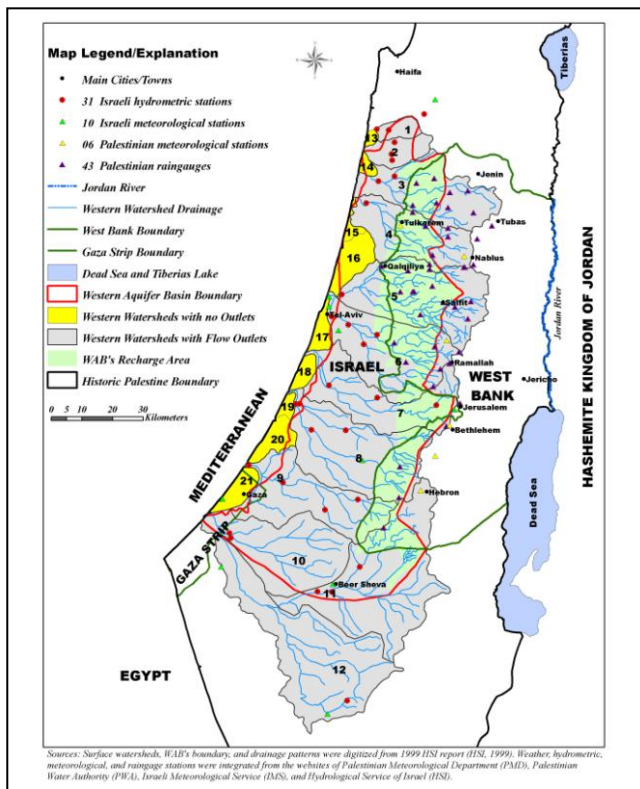 Map Legend/Explanation
Main Cities/Towns
31 Israeli hydrometric stations
10 Israeli meteorological stations
06 Palestinian meteorological stations
43 Palestinian raingauges
Jordan River
Western Watershed Drainage
West Bank Boundary
Gaza Strip Boundary
Dead Sea and Tiberias Lake
Western Aquifer Basin Boundary
Western Watersheds with no Outlets
Western Watersheds with Flow Outlets
WAB's Recharge Area
Historic Palestine Boundary
0 5 10 20 30
Kilometers
Haifa
Tiberias
1
13
2
14
3
Jenin
15
4
Tulkarem
Tubas
16
Qalqiliya
Nablus
5
Salfit
Tel-Aviv
17
ISRAEL
6
Ramallah
18
WEST
BANK
Jericho
19
7
Jerusalem
Bethlehem
20
8
MEDITERRANEAN
21
9
Gaza
Hebron
Dead Sea
Jordan River
HASHEMITE KINGDOM OF JORDAN
GAZA STRIP
10
Beer Sheva
11
EGYPT
12
Sources: Surface watersheds, WAB's boundary, and drainage patterns were digitized from 1999 HSI report (HSI, 1999). Weather, hydrometric,
meteorological, and raingage stations were integrated from the websites of Palestinian Meteorological Department (PMD), Palestinian
Water Authority (PWA), Israeli Meteorological Service (IMS), and Hydrological Service of Israel (HSI).